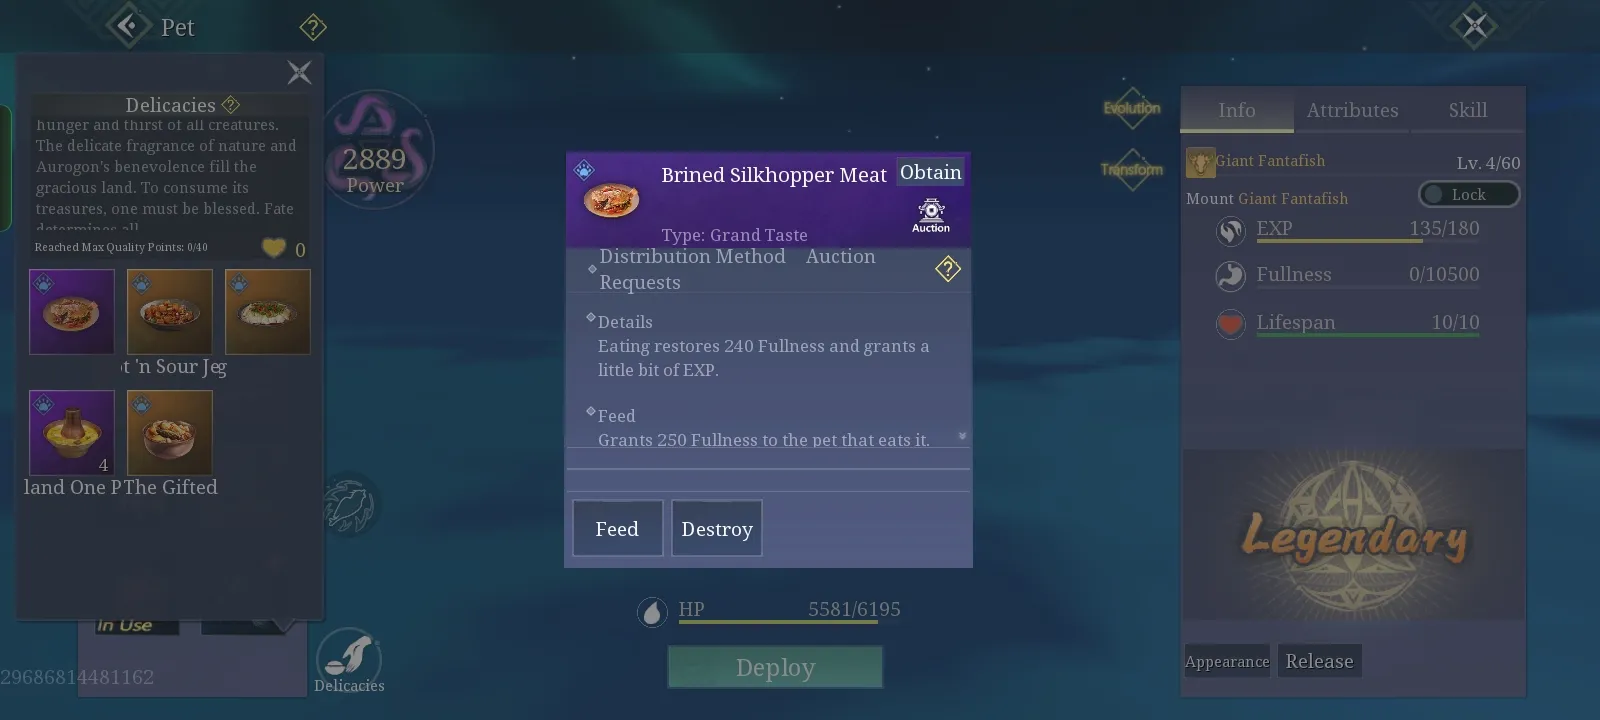 Pet
?
Delicacies ?
hunger and thirst of all creatures.
The delicate fragrance of nature and
Aurogon's benevolence fill the
gracious land. To consume its
treasures, one must be blessed. Fate
determines all.
Reached Max Quality Points: 0/40
0
t 'n Sour Jeg
4
land One P
The Gifted
In Use
29686814481162
Delicacies
2889
Power
Brined Silkhopper Meat
Obtain
Auction
Type: Grand Taste
Distribution Method Auction
Requests
?
Details
Eating restores 240 Fullness and grants a
little bit of EXP.
Feed
Grants 250 Fullness to the pet that eats it.
Feed
Destroy
HP 5581/6195
Deploy
Evolution
Transform
Info
Attributes
Skill
Giant Fantafish
Lv. 4/60
Mount Giant Fantafish
Lock
EXP 135/180
Fullness 0/10500
Lifespan 10/10
Legendary
Appearance
Release